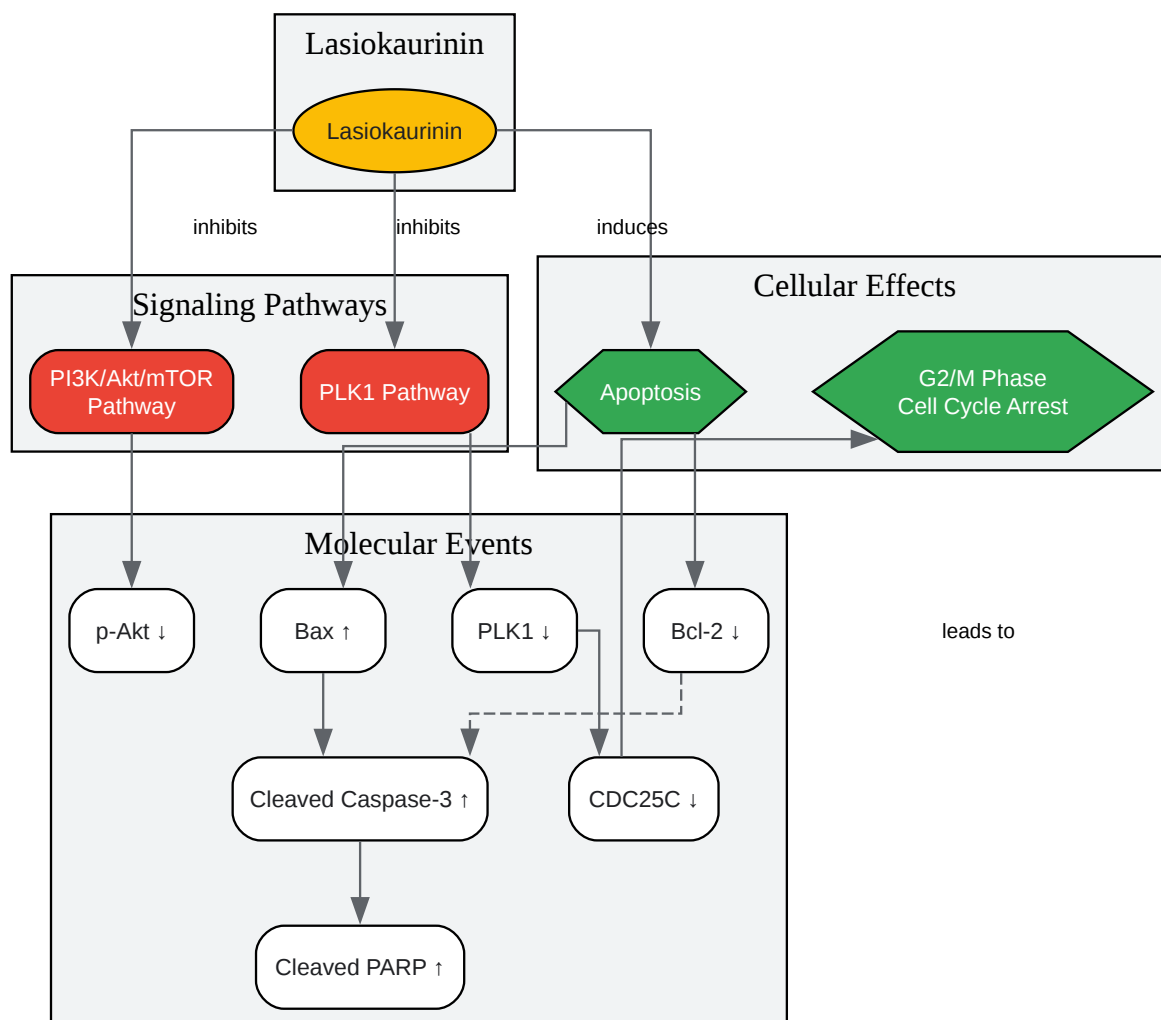 Lasiokaurinin
Lasiokaurinin
inhibits
inhibits
induces
Signaling Pathways
Cellular Effects
PI3K/Akt/mTOR
Pathway
PLK1 Pathway
Apoptosis
G2/M Phase
Cell Cycle Arrest
Molecular Events
p-Akt ↓
Bax ↑
PLK1 ↓
Bcl-2 ↓
leads to
Cleaved Caspase-3 ↑
CDC25C ↓
Cleaved PARP ↑